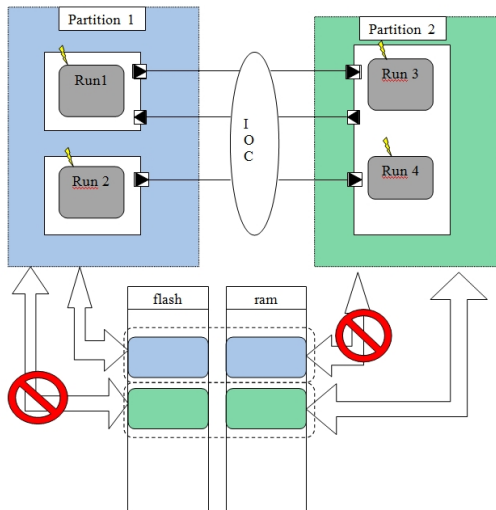 Partition 1
Partition 2
Run1
Run 3
I
O
C
Run 2
Run 4
flash
ram